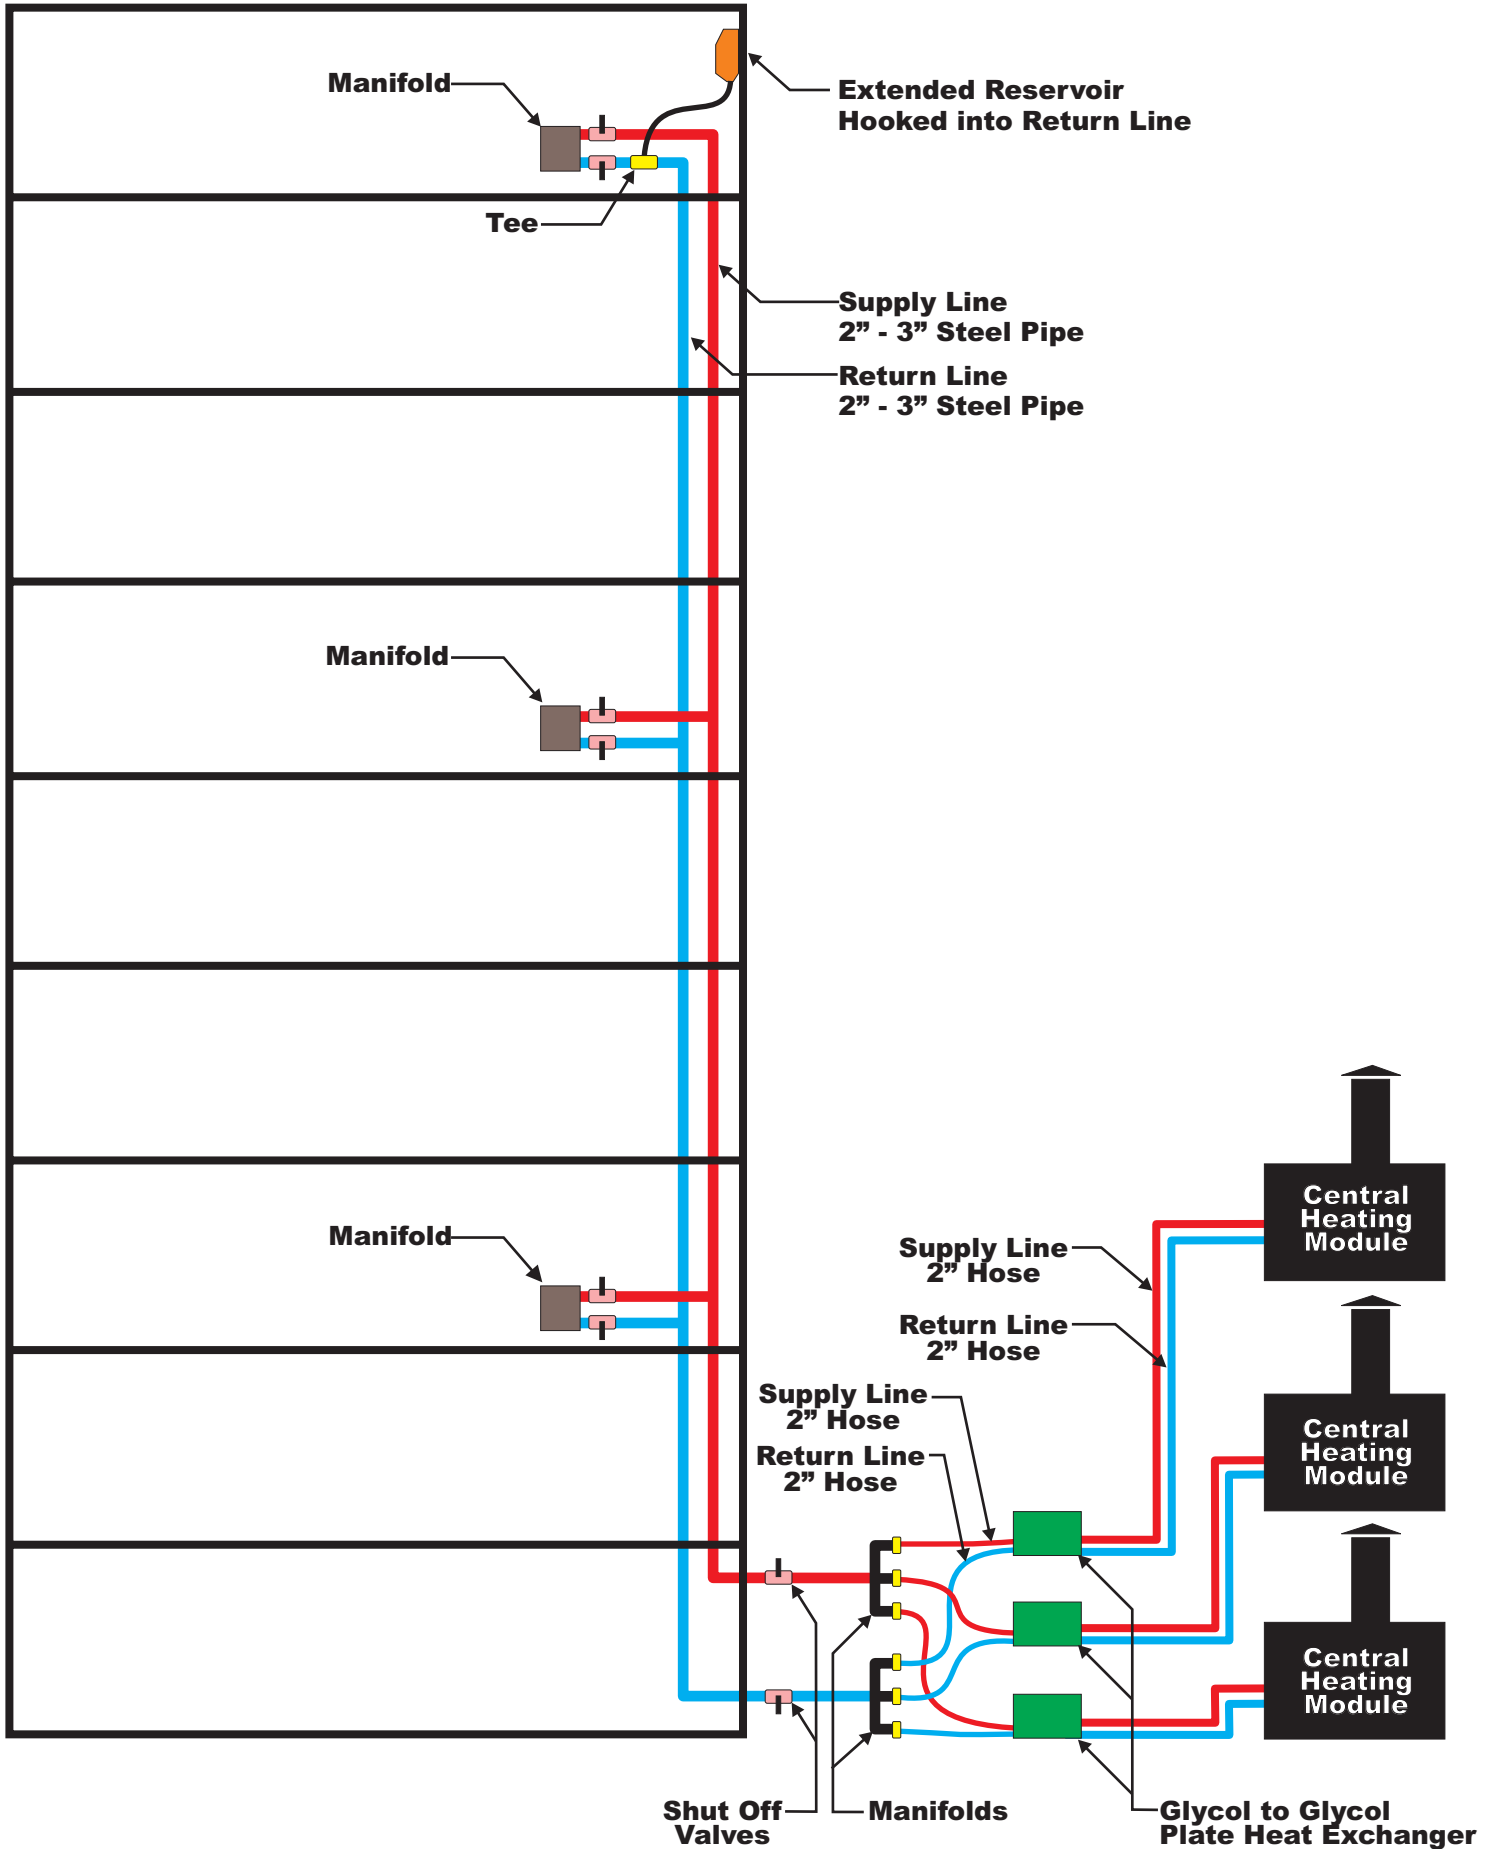 Manifold
Extended Reservoir
Hooked into Return Line
Tee
Supply Line
2” - 3” Steel Pipe
Return Line
2” - 3” Steel Pipe
Manifold
Manifold
Central
Heating
Module
Supply Line
2” Hose
Return Line
2” Hose
Supply Line
2” Hose
Return Line
2” Hose
Central
Heating
Module
Central
Heating
Module
Shut Off
Valves
Manifolds
Glycol to Glycol
Plate Heat Exchanger